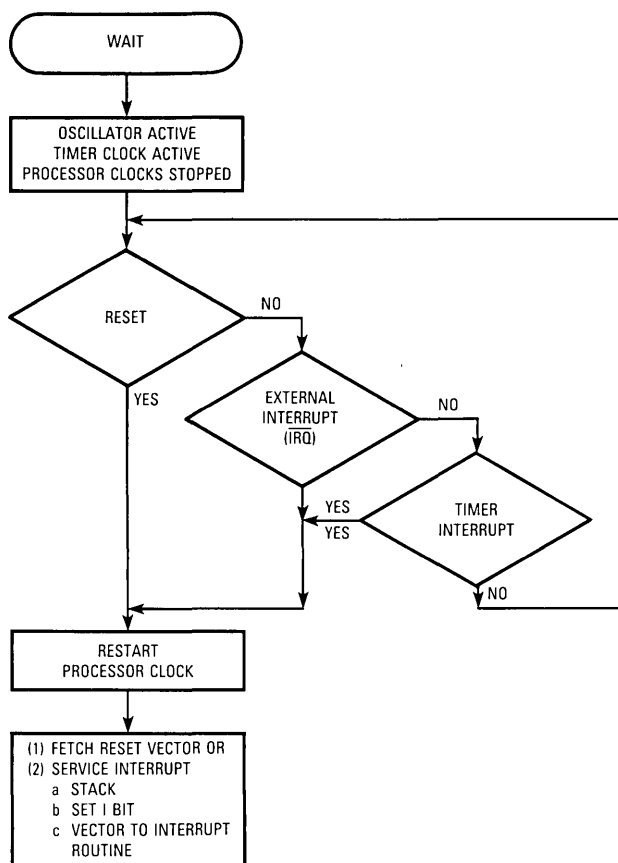 WAIT
OSCILLATOR ACTIVE
TIMER CLOCK ACTIVE
PROCESSOR CLOCKS STOPPED
RESET
NO
YES
EXTERNAL
INTERRUPT
(I̅R̅Q̅)
NO
YES
YES
TIMER
INTERRUPT
NO
RESTART
PROCESSOR CLOCK
(1) FETCH RESET VECTOR OR
(2) SERVICE INTERRUPT
a STACK
b SET I BIT
c VECTOR TO INTERRUPT
ROUTINE